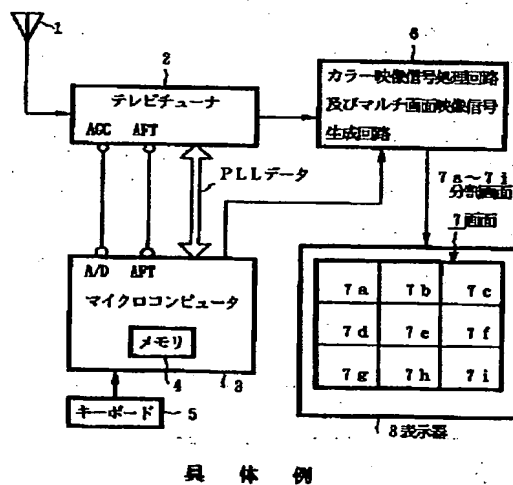 1
2
テレビチューナ
AGC AFT
6
カラー映像信号処理回路
及びマルチ画面映像信号
生成回路
PLLデータ
7a～7i
分割画面
7画面
A/D AFT
マイクロコンピュータ
メモリ
4
3
キーボード
5
7a 7b 7c
7d 7e 7f
7g 7h 7i
8表示器
具体例